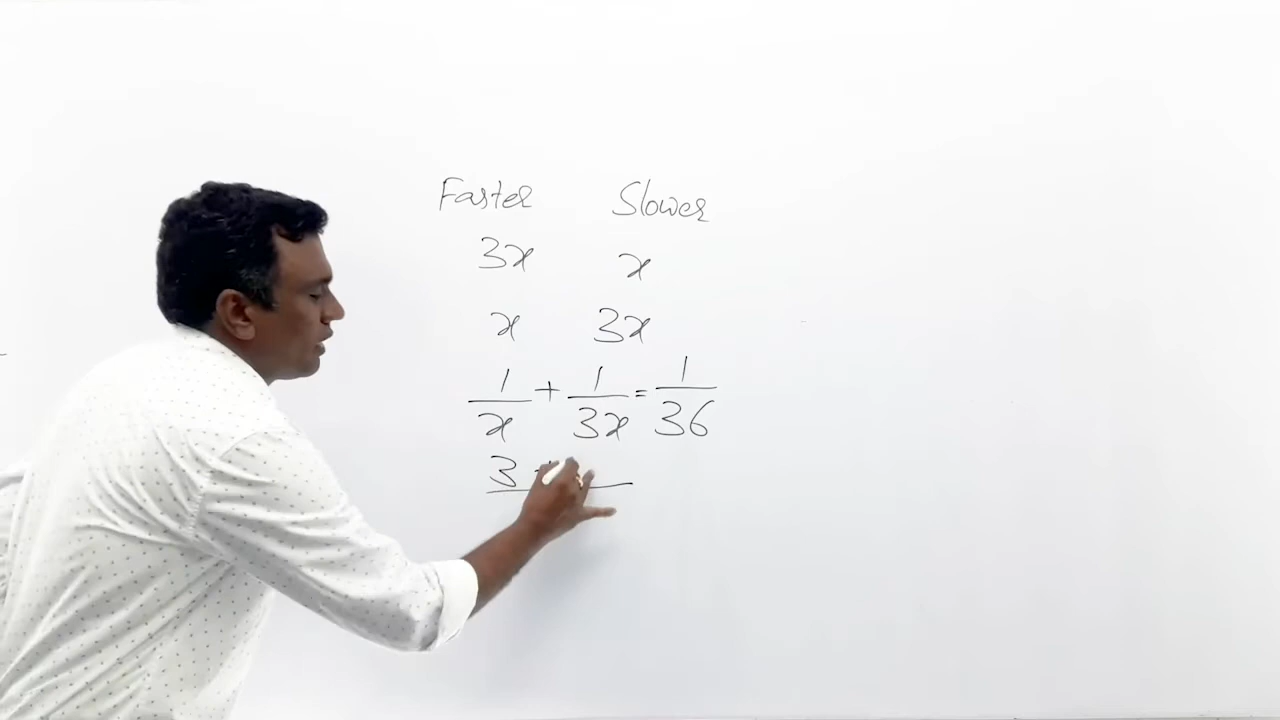 Faster Slower
3x x
x 3x
1/x + 1/3x = 1/36
3 +